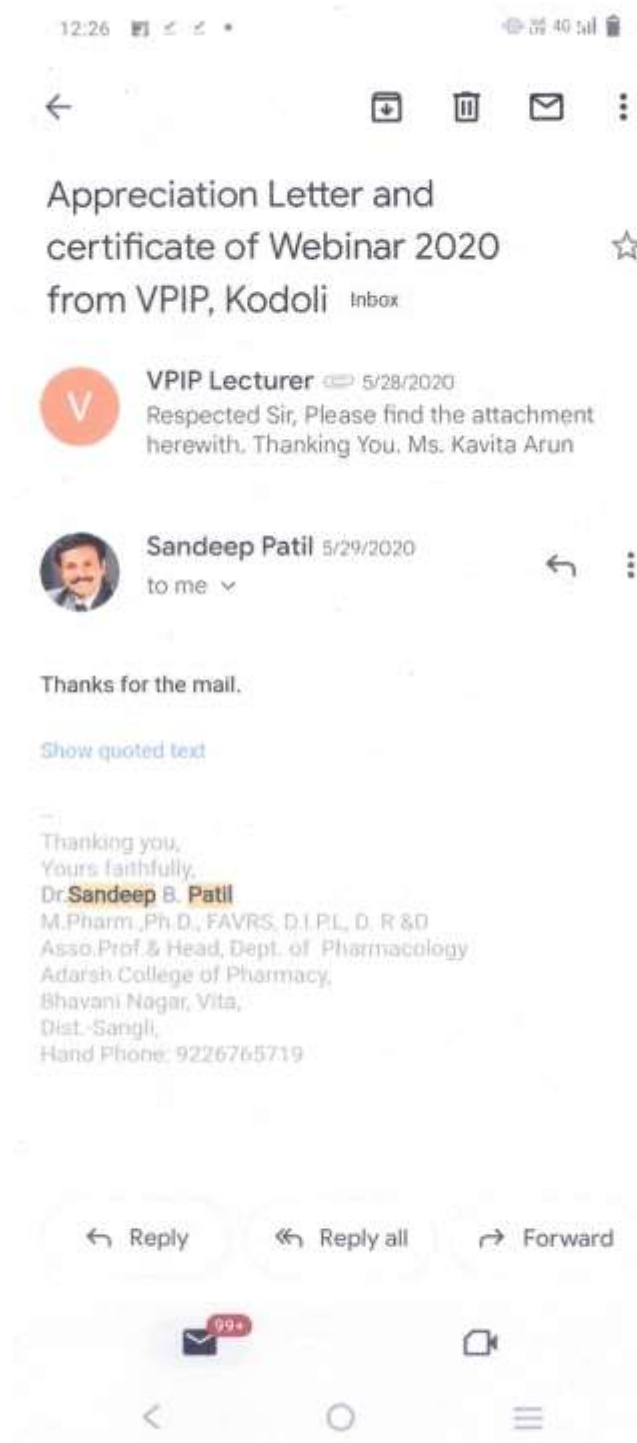 12:26
4G
Appreciation Letter and
certificate of Webinar 2020
from VPIP, Kodoli Inbox
V
VPIP Lecturer 5/28/2020
Respected Sir, Please find the attachment
herewith. Thanking You. Ms. Kavita Arun
Sandeep Patil 5/29/2020
to me
Thanks for the mail.
Show quoted text
--
Thanking you,
Yours faithfully,
Dr.Sandeep B. Patil
M.Pharm.,Ph.D., FAVRS, D.I.P.L, D. R &D
Asso.Prof.& Head, Dept. of Pharmacology
Adarsh College of Pharmacy,
Bhavani Nagar, Vita,
Dist.-Sangli,
Hand Phone: 9226765719
Reply Reply all Forward
99+